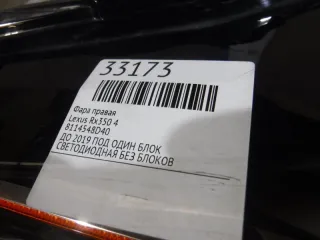 33173
Фара правая
Lexus Rx350 4
8114548D40
ДО 2019 ПОД ОДИН БЛОК
СВЕТОДИОДНАЯ БЕЗ БЛОКОВ